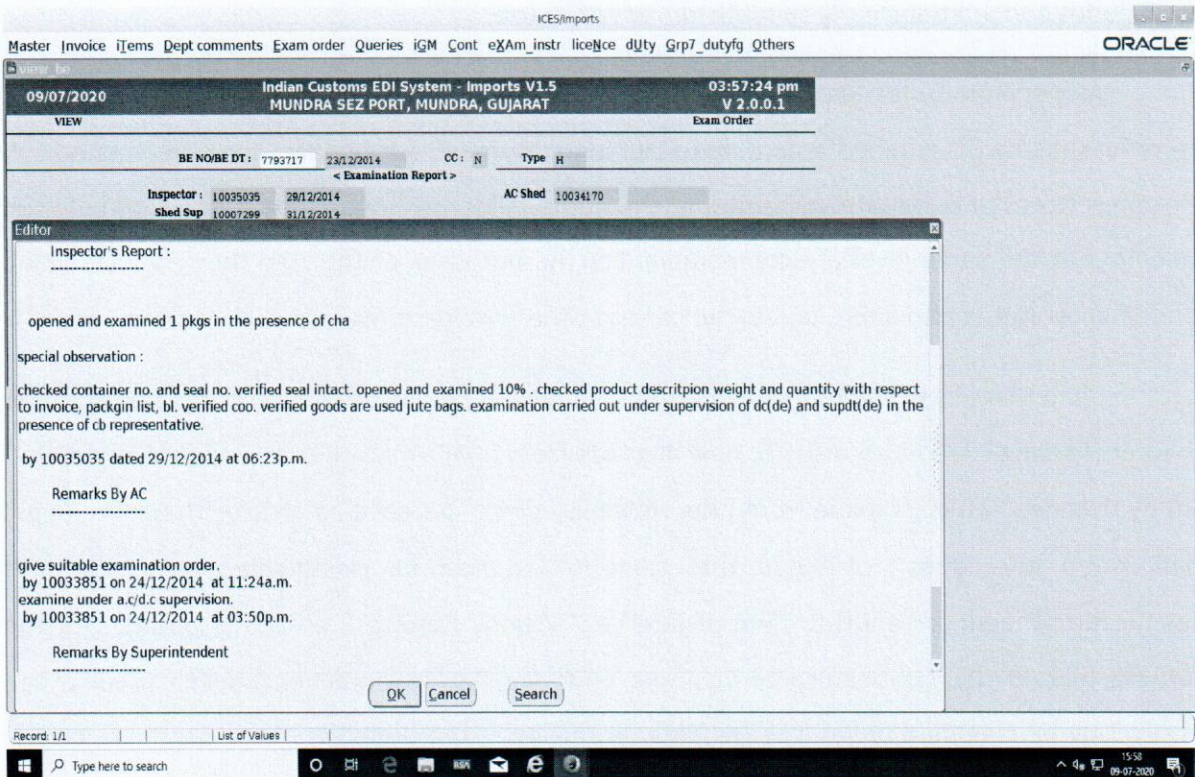 ICES/Imports
Master Invoice iTems Dept comments Exam order Queries iGM Cont eXAm_instr liceNce dUty Grp7_dutyfg Others
ORACLE
view_be
09/07/2020 Indian Customs EDI System - Imports V1.5 03:57:24 pm
MUNDRA SEZ PORT, MUNDRA, GUJARAT V 2.0.0.1
VIEW Exam Order
BE NO/BE DT : 7793717 23/12/2014 CC : N Type H
< Examination Report >
Inspector : 10035035 29/12/2014 AC Shed 10034170
Shed Sup 10007299 31/12/2014
Editor
Inspector's Report :
---------------------
opened and examined 1 pkgs in the presence of cha
special observation :
checked container no. and seal no. verified seal intact. opened and examined 10% . checked product descritpion weight and quantity with respect
to invoice, packgin list, bl. verified coo. verified goods are used jute bags. examination carried out under supervision of dc(de) and supdt(de) in the
presence of cb representative.
by 10035035 dated 29/12/2014 at 06:23p.m.
Remarks By AC
---------------------
give suitable examination order.
by 10033851 on 24/12/2014 at 11:24a.m.
examine under a.c/d.c supervision.
by 10033851 on 24/12/2014 at 03:50p.m.
Remarks By Superintendent
---------------------
OK Cancel Search
Record: 1/1 List of Values
Type here to search
BSA
15:58
09-07-2020